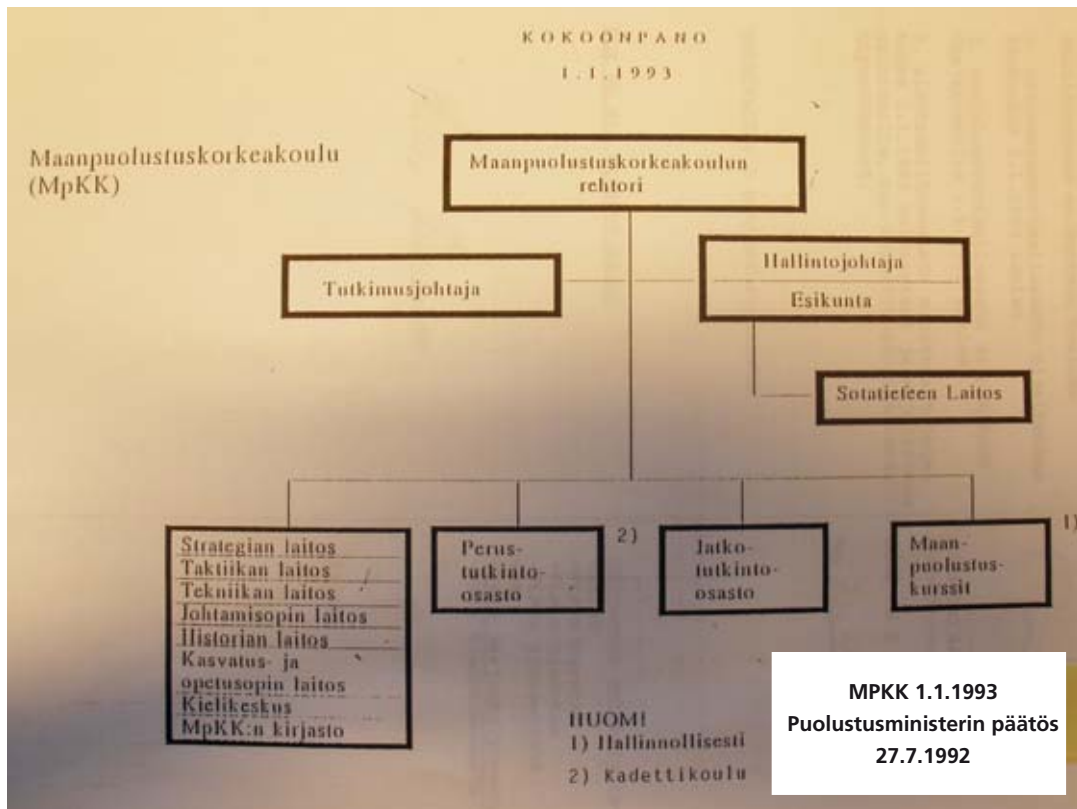 KOKOONPANO
1.1.1993
Maanpuolustuskorkeakoulu
(MpKK)
Maanpuolustuskorkeakoulun
rehtori
Tutkimusjohtaja
Hallintojohtaja
Esikunta
Sotatieteen Laitos
Strategian laitos
Taktiikan laitos
Tekniikan laitos
Johtamisopin laitos
Historian laitos
Kasvatus- ja
opetusopin laitos
Kielikeskus
MpKK:n kirjasto
Perus-
tutkinto-
osasto
2)
Jatko-
tutkinto-
osasto
Maan-
puolustus-
kurssit
1)
HUOM!
1) Hallinnollisesti
2) Kadettikoulu
MPKK 1.1.1993
Puolustusministerin päätös
27.7.1992